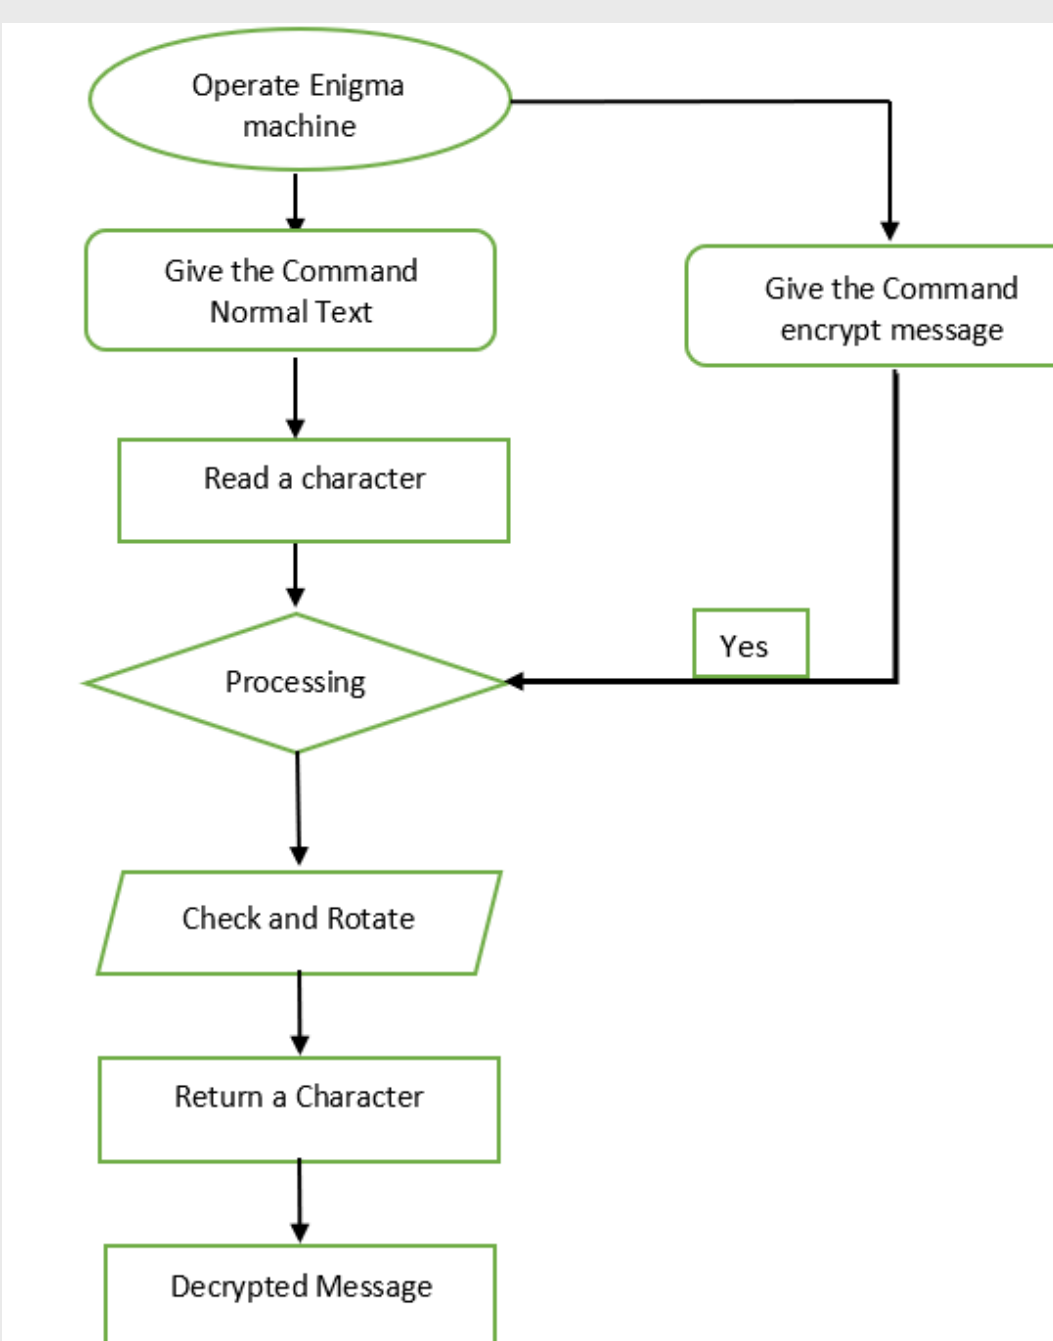 Operate Enigma
machine
Give the Command
Normal Text
Give the Command
encrypt message
Read a character
Yes
Processing
Check and Rotate
Return a Character
Decrypted Message